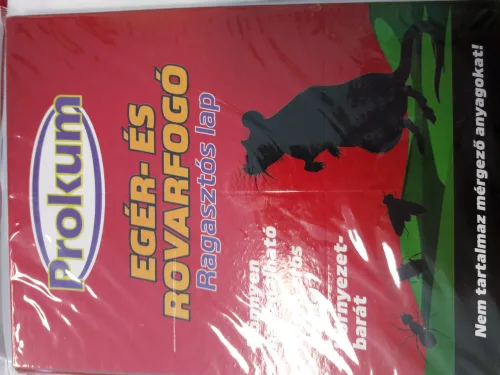 Prokum
EGÉR- ÉS
ROVARFOGÓ
Ragasztós lap
környezet-
barát
Nem tartalmaz mérgező anyagokat!